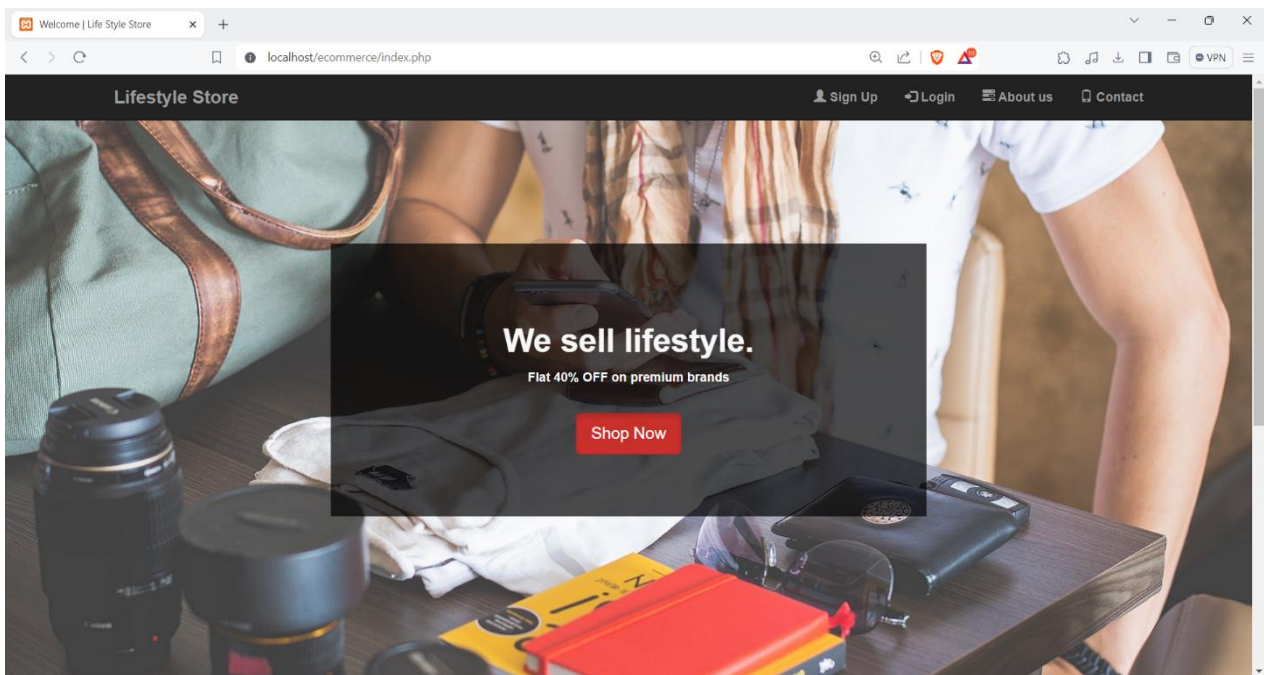 Welcome | Life Style Store
localhost/ecommerce/index.php
VPN
Lifestyle Store
Sign Up Login About us Contact
We sell lifestyle.
Flat 40% OFF on premium brands
Shop Now